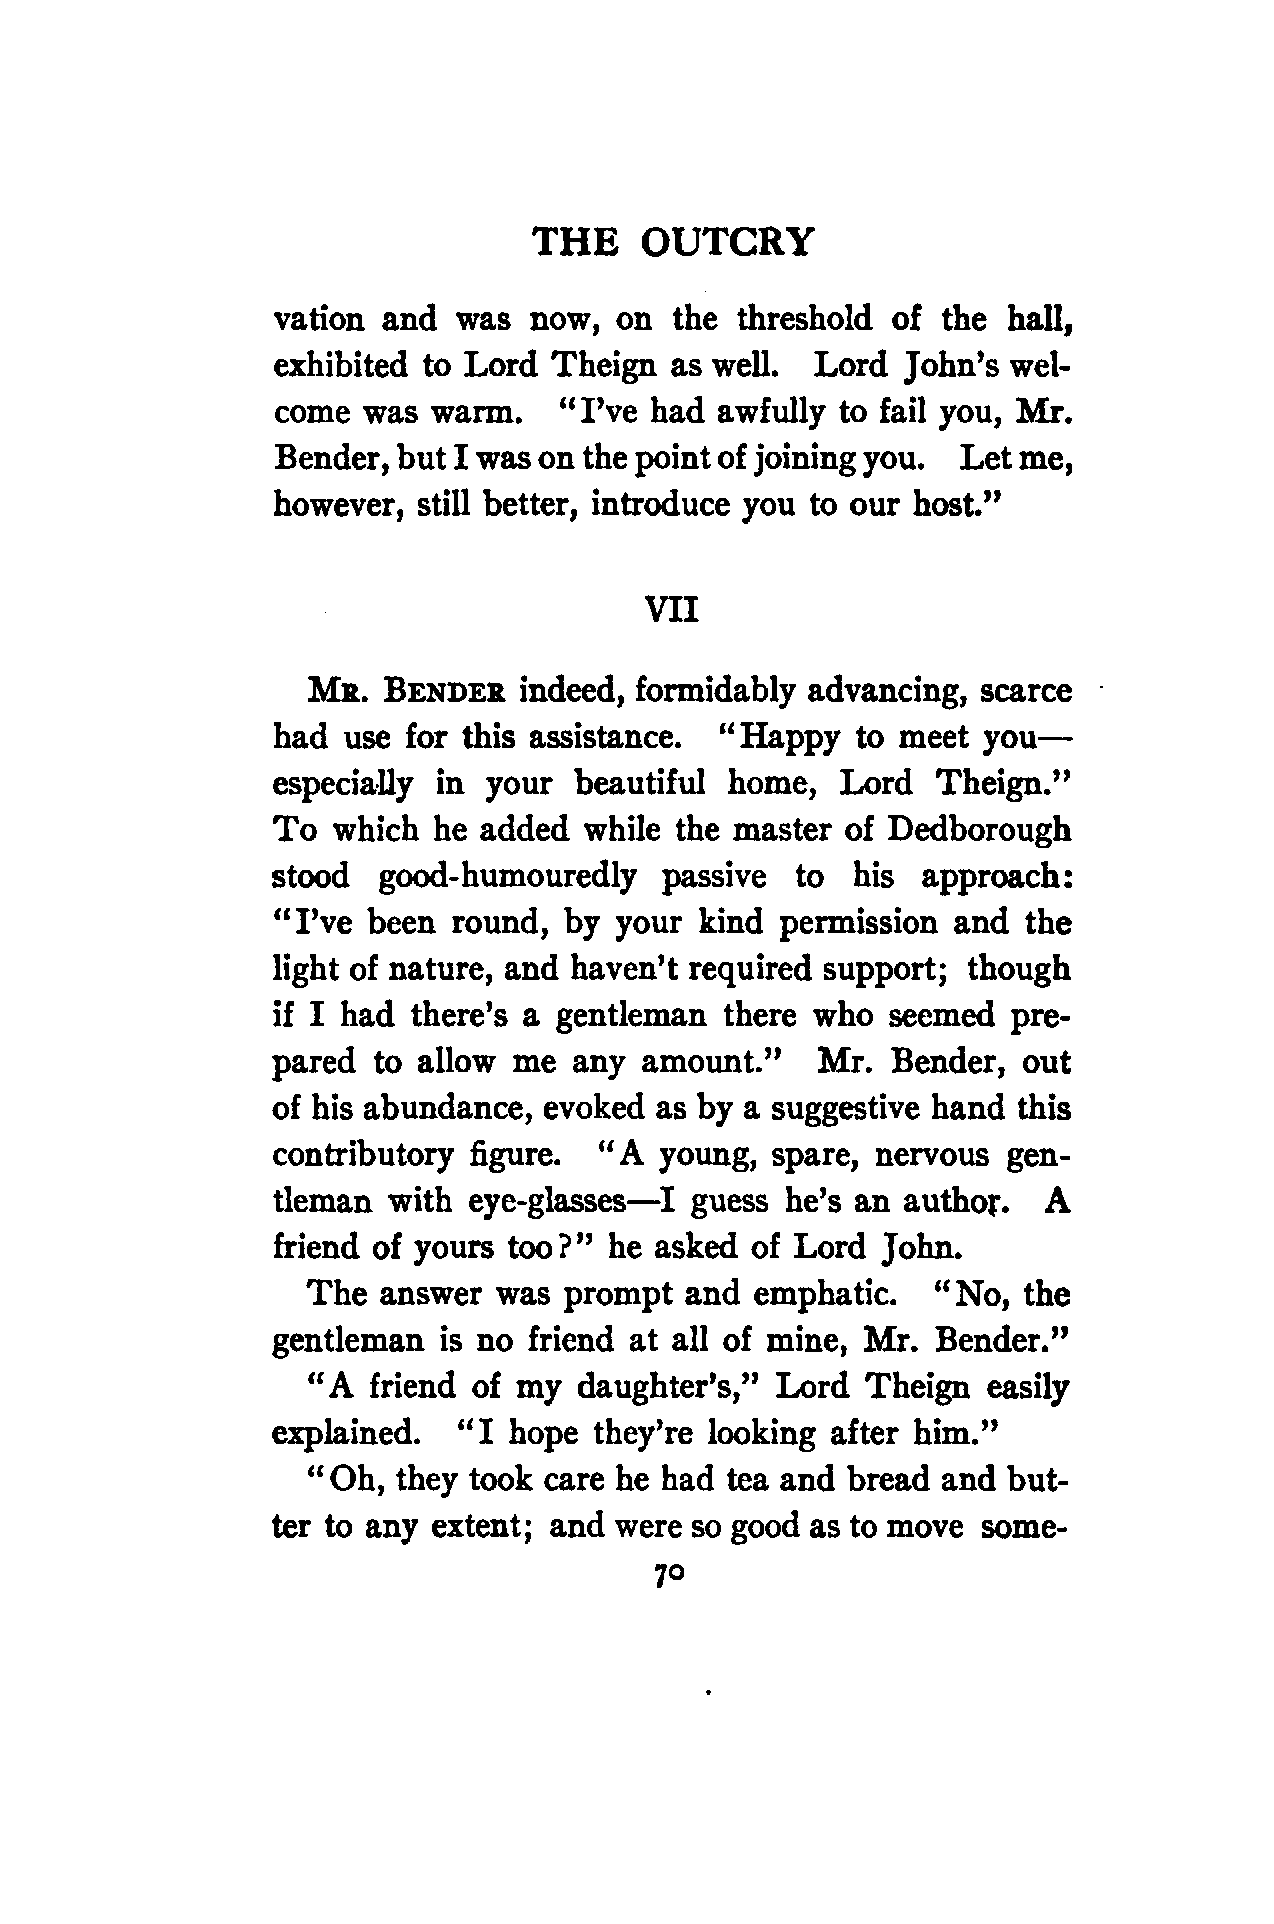 THE OUTCRY
vation and was now, on the threshold of the hall,
exhibited to Lord Theign as well. Lord John's wel-
come was warm. "I've had awfully to fail you, Mr.
Bender, but I was on the point of joining you. Let me,
however, still better, introduce you to our host."
VII
MR. BENDER indeed, formidably advancing, scarce
had use for this assistance. "Happy to meet you—
especially in your beautiful home, Lord Theign."
To which he added while the master of Dedborough
stood good-humouredly passive to his approach:
"I've been round, by your kind permission and the
light of nature, and haven't required support; though
if I had there's a gentleman there who seemed pre-
pared to allow me any amount." Mr. Bender, out
of his abundance, evoked as by a suggestive hand this
contributory figure. "A young, spare, nervous gen-
tleman with eye-glasses—I guess he's an author. A
friend of yours too?" he asked of Lord John.
The answer was prompt and emphatic. "No, the
gentleman is no friend at all of mine, Mr. Bender."
"A friend of my daughter's," Lord Theign easily
explained. "I hope they're looking after him."
"Oh, they took care he had tea and bread and but-
ter to any extent; and were so good as to move some-
70